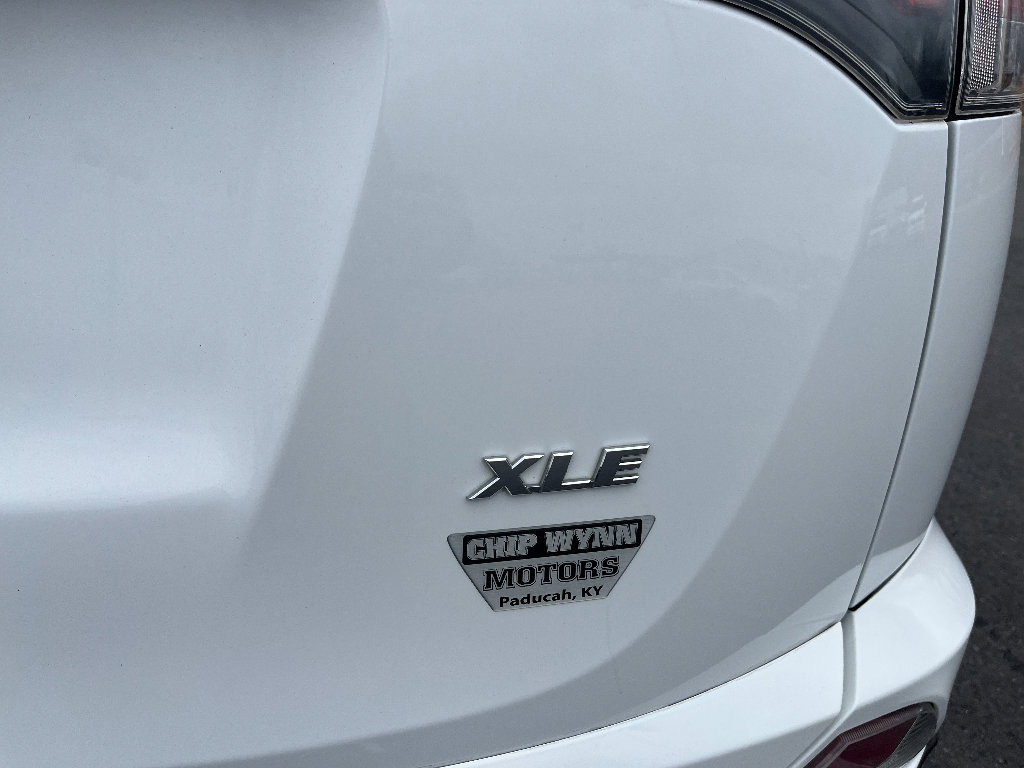 XLE
CHIP WYNN
MOTORS
Paducah, KY